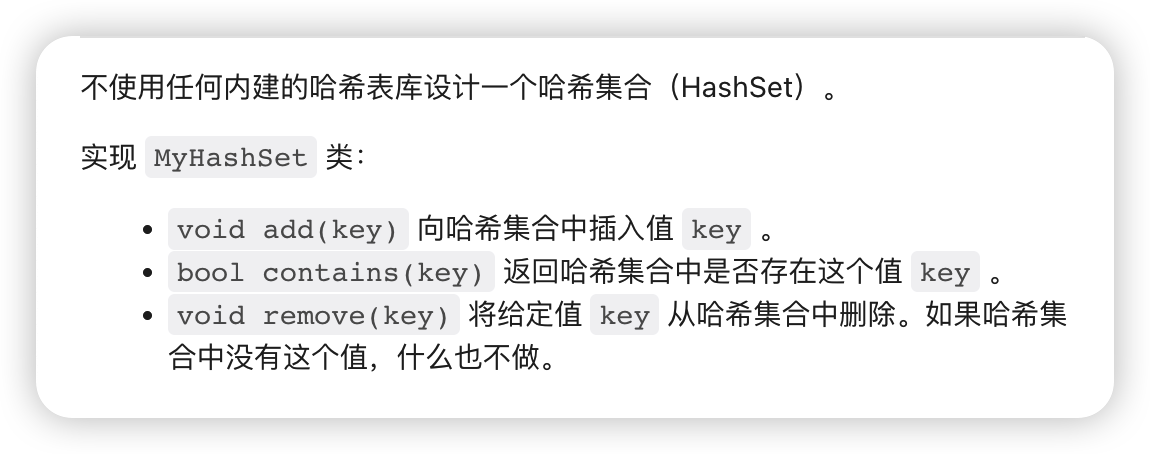 不使用任何内建的哈希表库设计一个哈希集合（HashSet）。
实现 MyHashSet 类：
• void add(key) 向哈希集合中插入值 key 。
• bool contains(key) 返回哈希集合中是否存在这个值 key 。
• void remove(key) 将给定值 key 从哈希集合中删除。如果哈希集
合中没有这个值，什么也不做。